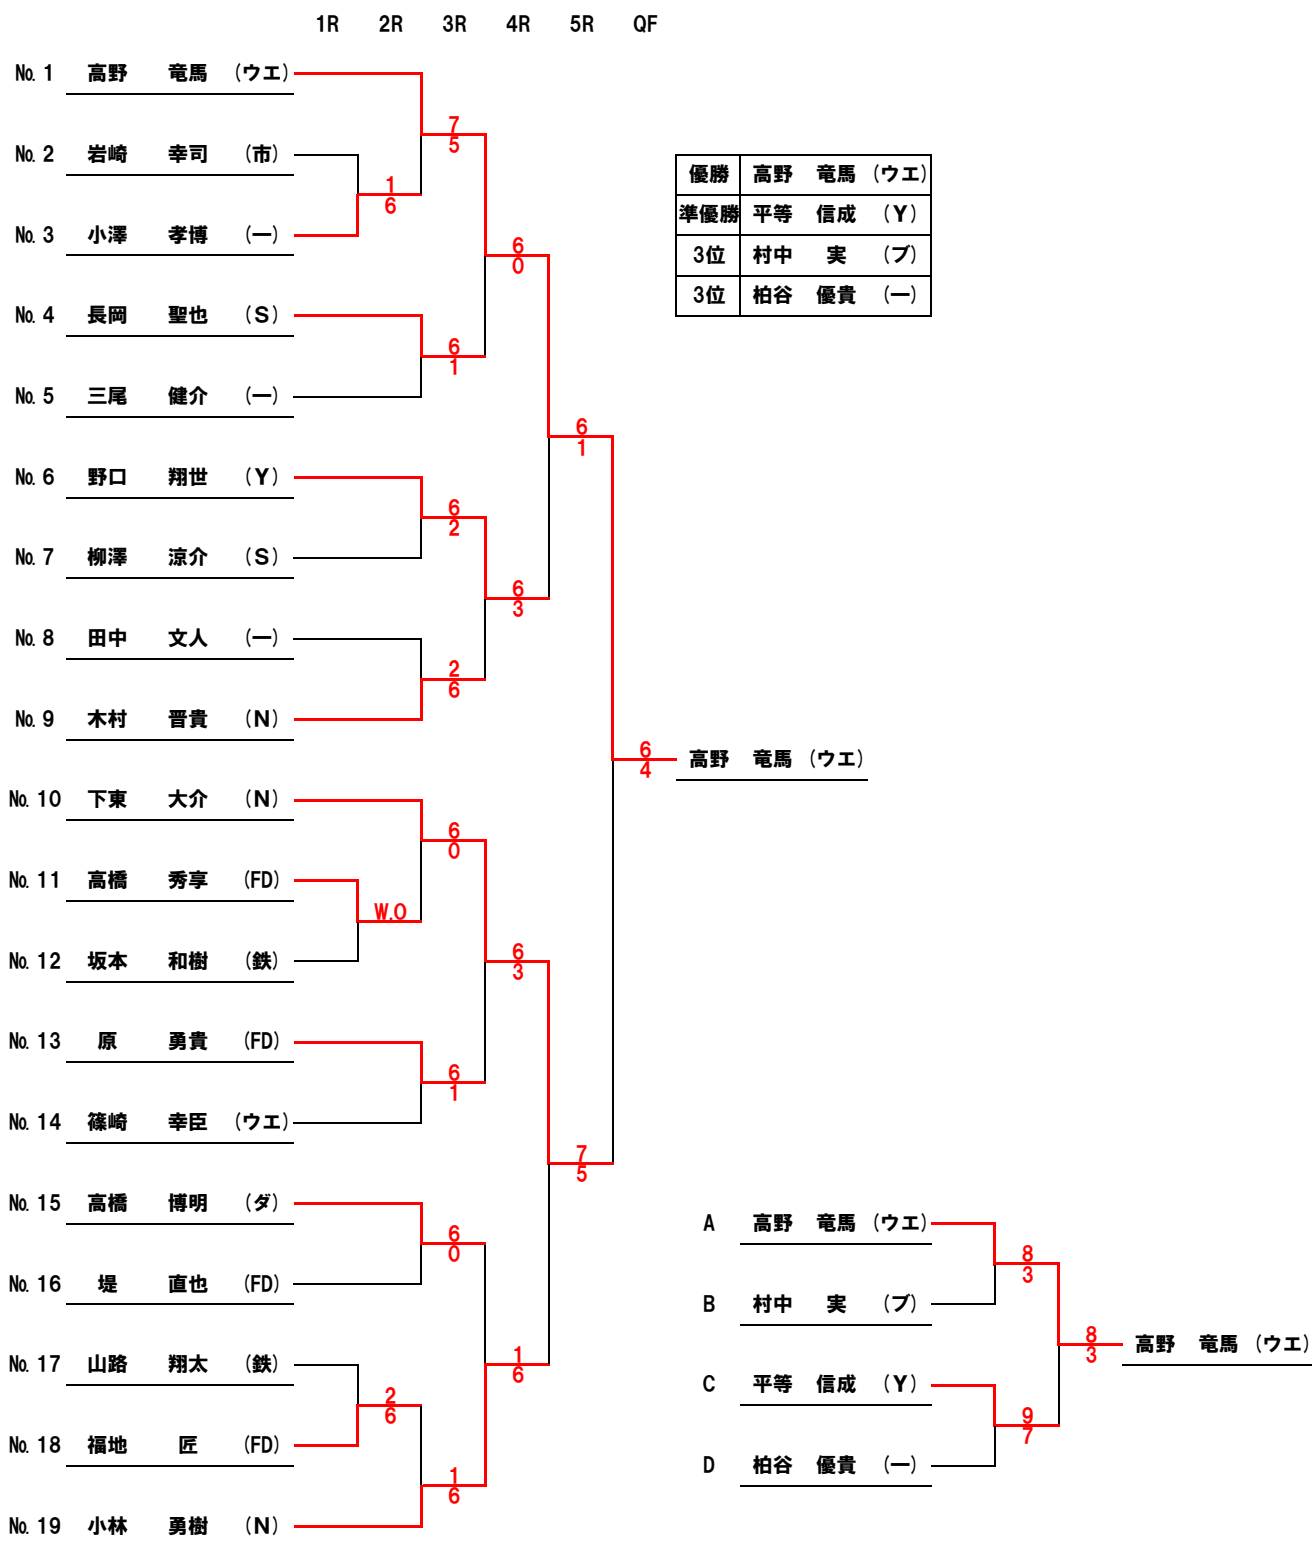 1R 2R 3R 4R 5R QF
No. 1 高野 竜馬 (ウエ)
7
5
No. 2 岩崎 幸司 (市)
優勝 高野 竜馬 (ウエ)
1
6
準優勝 平等 信成 (Y)
No. 3 小澤 孝博 (一)
6
0
3位 村中 実 (ブ)
3位 柏谷 優貴 (一)
No. 4 長岡 聖也 (S)
6
1
No. 5 三尾 健介 (一)
6
1
No. 6 野口 翔世 (Y)
6
2
No. 7 柳澤 涼介 (S)
6
3
No. 8 田中 文人 (一)
2
6
No. 9 木村 晋貴 (N)
6
4
高野 竜馬 (ウエ)
No. 10 下東 大介 (N)
6
0
No. 11 高橋 秀享 (FD)
W.O
No. 12 坂本 和樹 (鉄)
6
3
No. 13 原 勇貴 (FD)
6
1
No. 14 篠崎 幸臣 (ウエ)
7
5
No. 15 高橋 博明 (ダ)
6
0
A 高野 竜馬 (ウエ)
8
3
No. 16 堤 直也 (FD)
B 村中 実 (ブ)
8
3
高野 竜馬 (ウエ)
No. 17 山路 翔太 (鉄)
1
6
C 平等 信成 (Y)
2
6
9
7
No. 18 福地 匠 (FD)
D 柏谷 優貴 (一)
1
6
No. 19 小林 勇樹 (N)